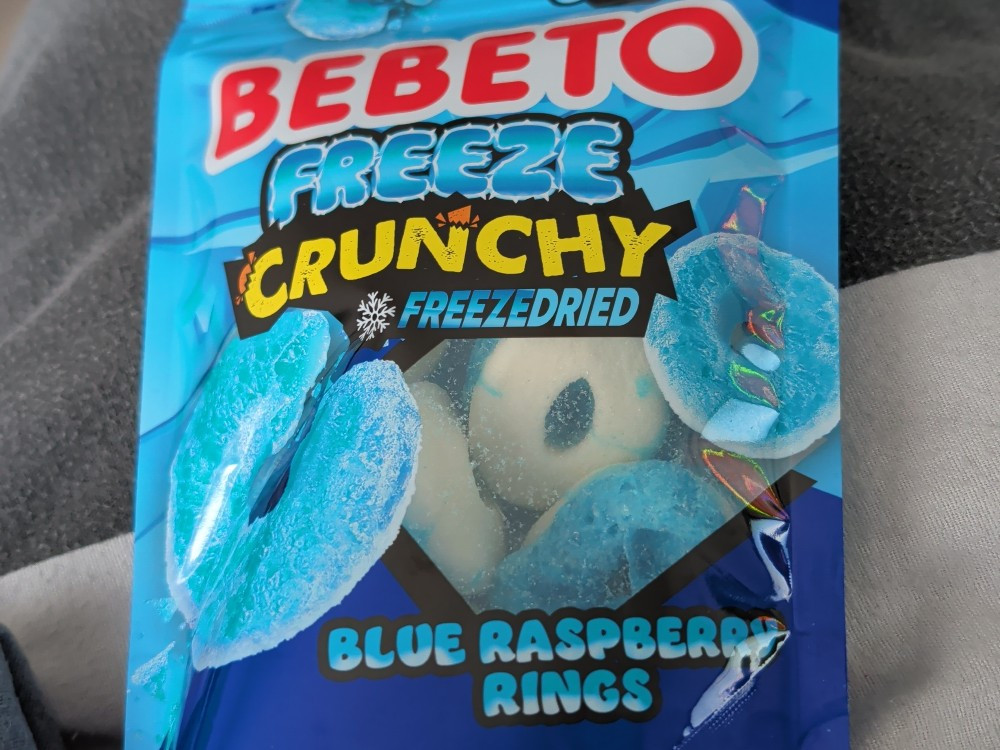 BEBETO
FREEZE
CRUNCHY
FREEZEDRIED
BLUE RASPBERRY
RINGS